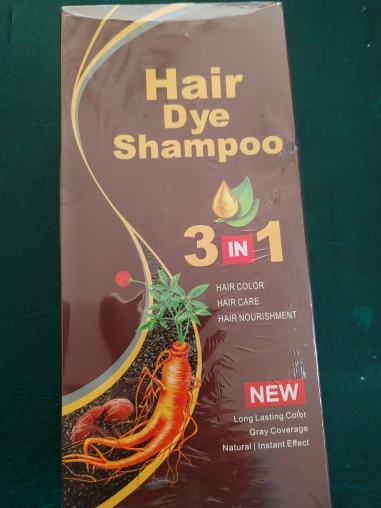 Hair
Dye
Shampoo
3 IN 1
HAIR COLOR
HAIR CARE
HAIR NOURISHMENT
NEW
Long Lasting Color
Gray Coverage
Natural | Instant Effect